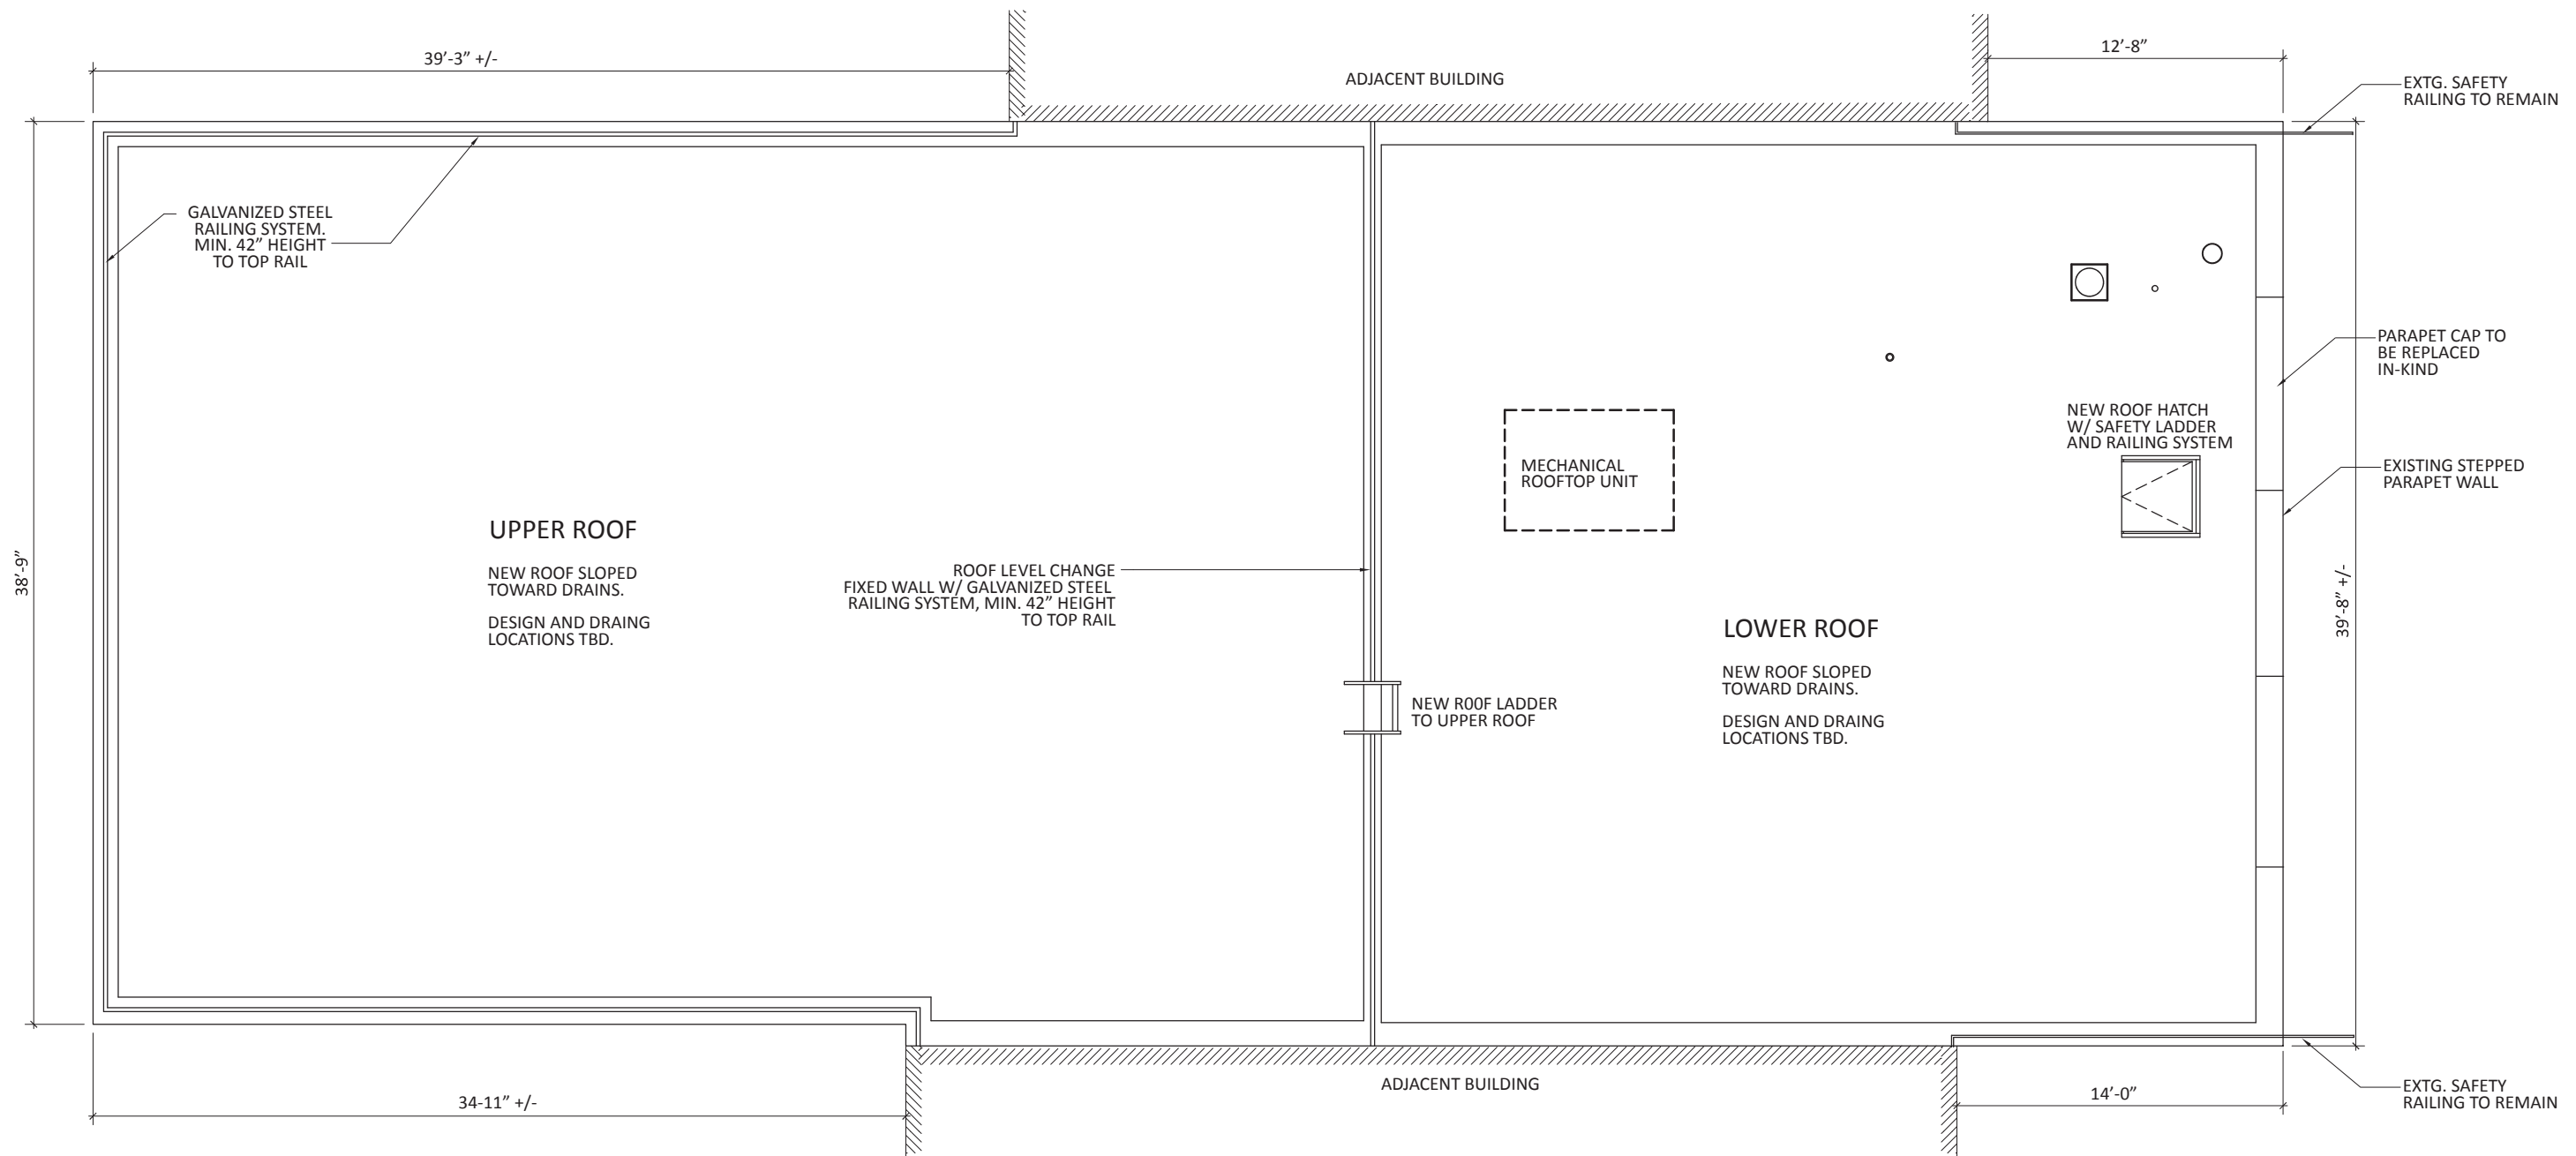 39’-3” +/-
12’-8”
ADJACENT BUILDING
EXTG. SAFETY
RAILING TO REMAIN
GALVANIZED STEEL
RAILING SYSTEM.
MIN. 42” HEIGHT
TO TOP RAIL
PARAPET CAP TO
BE REPLACED
IN-KIND
NEW ROOF HATCH
W/ SAFETY LADDER
AND RAILING SYSTEM
MECHANICAL
ROOFTOP UNIT
EXISTING STEPPED
PARAPET WALL
UPPER ROOF
NEW ROOF SLOPED
TOWARD DRAINS.
DESIGN AND DRAING
LOCATIONS TBD.
38’-9”
ROOF LEVEL CHANGE
FIXED WALL W/ GALVANIZED STEEL
RAILING SYSTEM, MIN. 42” HEIGHT
TO TOP RAIL
39’-8” +/-
LOWER ROOF
NEW ROOF SLOPED
TOWARD DRAINS.
DESIGN AND DRAING
LOCATIONS TBD.
NEW R00F LADDER
TO UPPER ROOF
ADJACENT BUILDING
34-11” +/-
14’-0”
EXTG. SAFETY
RAILING TO REMAIN